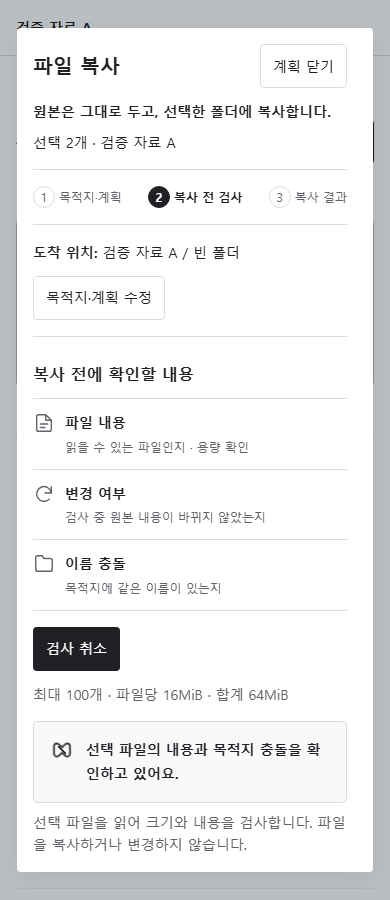 검증 자료 A
파일 복사
계획 닫기
원본은 그대로 두고, 선택한 폴더에 복사합니다.
선택 2개 · 검증 자료 A
1 목적지·계획
2 복사 전 검사
3 복사 결과
도착 위치: 검증 자료 A / 빈 폴더
목적지·계획 수정
복사 전에 확인할 내용
파일 내용
읽을 수 있는 파일인지 · 용량 확인
변경 여부
검사 중 원본 내용이 바뀌지 않았는지
이름 충돌
목적지에 같은 이름이 있는지
검사 취소
최대 100개 · 파일당 16MiB · 합계 64MiB
선택 파일의 내용과 목적지 충돌을 확
인하고 있어요.
선택 파일을 읽어 크기와 내용을 검사합니다. 파일
을 복사하거나 변경하지 않습니다.